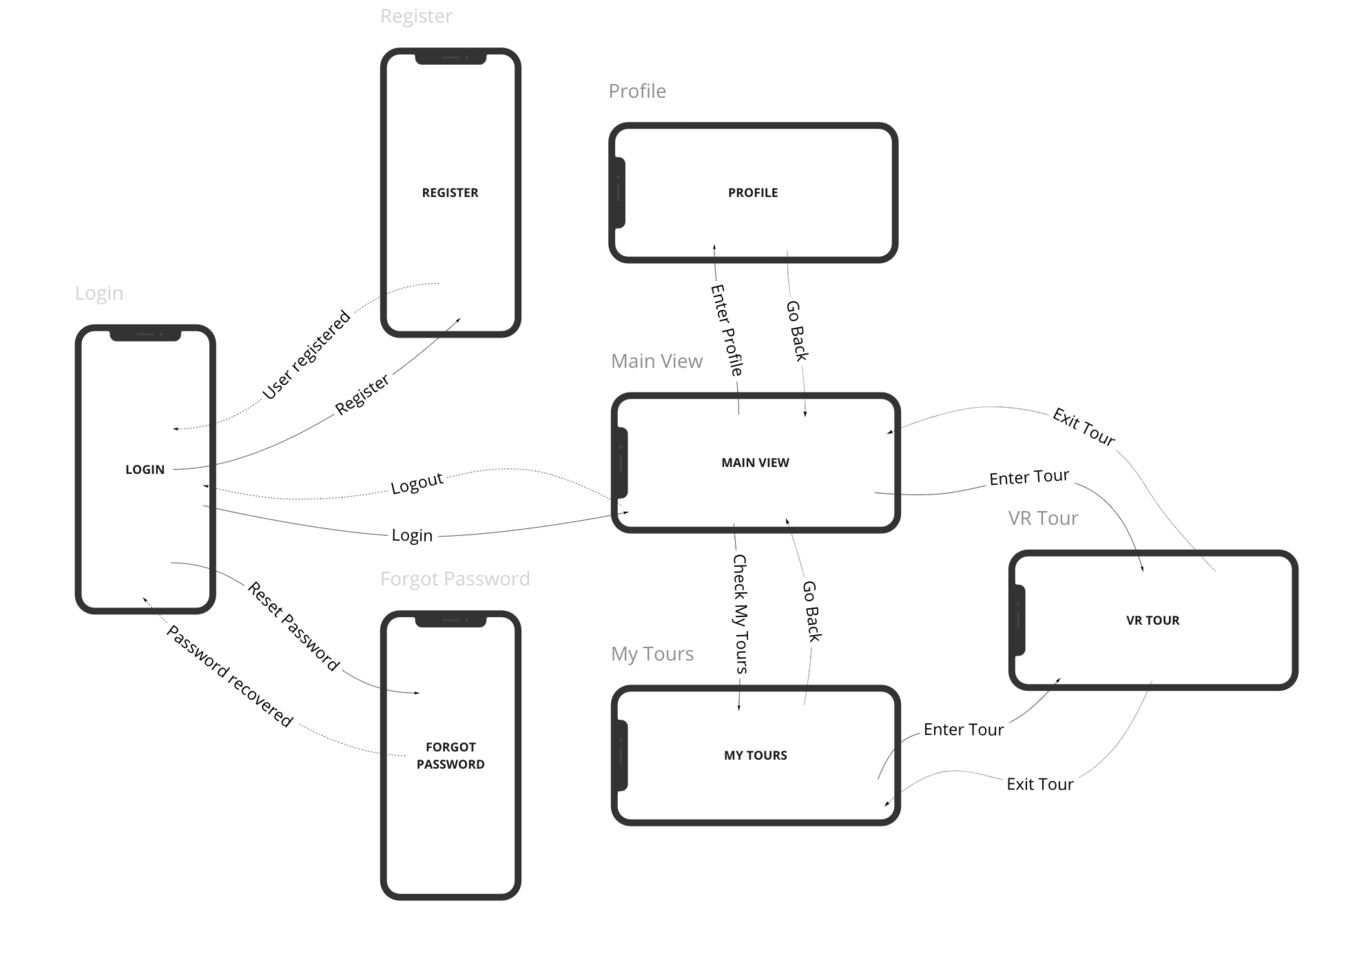 Register
REGISTER
Profile
PROFILE
Login
LOGIN
User registered
Register
Logout
Login
Reset Password
Password recovered
Forgot Password
FORGOT
PASSWORD
Enter Profile
Go Back
Main View
MAIN VIEW
Exit Tour
Enter Tour
VR Tour
VR TOUR
Check My Tours
Go Back
My Tours
MY TOURS
Enter Tour
Exit Tour